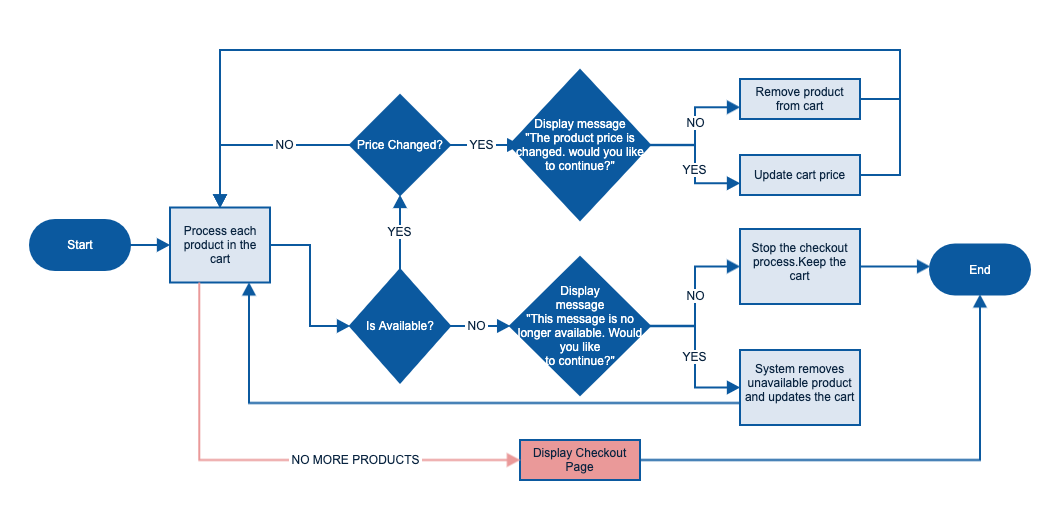 Remove product
from cart
NO
Display message
"The product price is
changed. would you like
to continue?"
YES
Price Changed?
NO
YES
Update cart price
YES
Start
Process each
product in the
cart
Stop the checkout
process.Keep the
cart
End
NO
Is Available?
NO
Display
message
"This message is no
longer available. Would
you like
to continue?"
YES
System removes
unavailable product
and updates the cart
NO MORE PRODUCTS
Display Checkout
Page